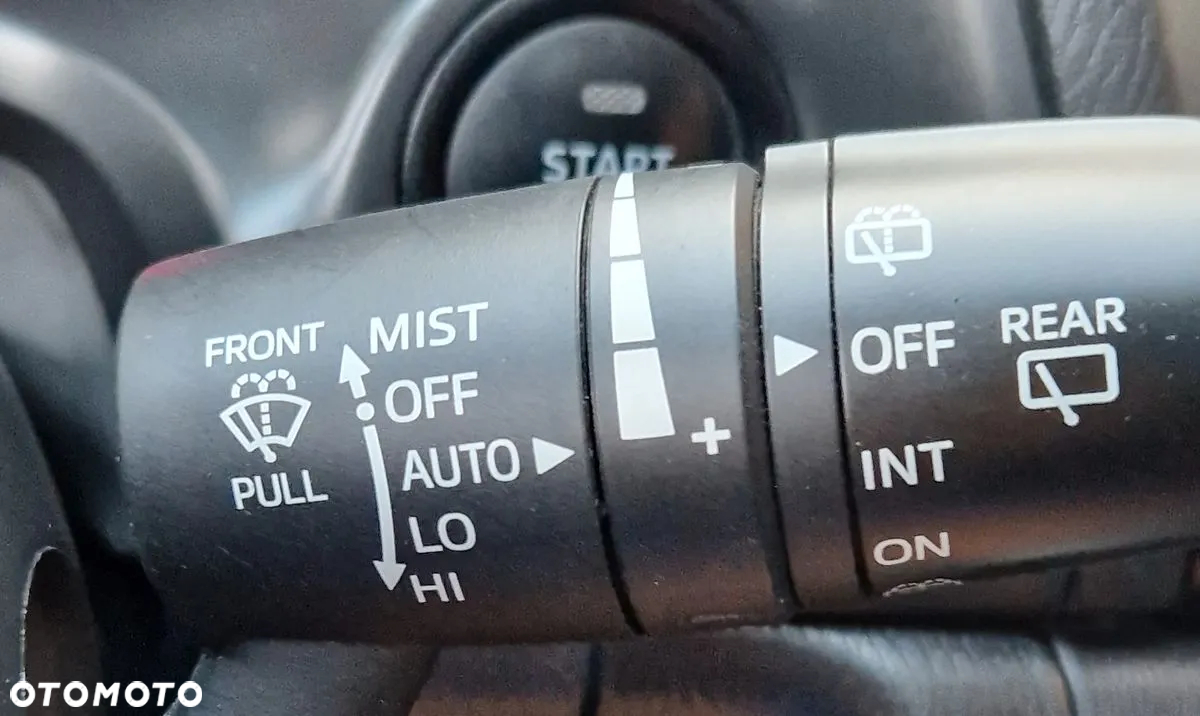 START
FRONT
PULL
MIST
OFF
AUTO
LO
HI
+
OFF
INT
ON
REAR
OTOMOTO